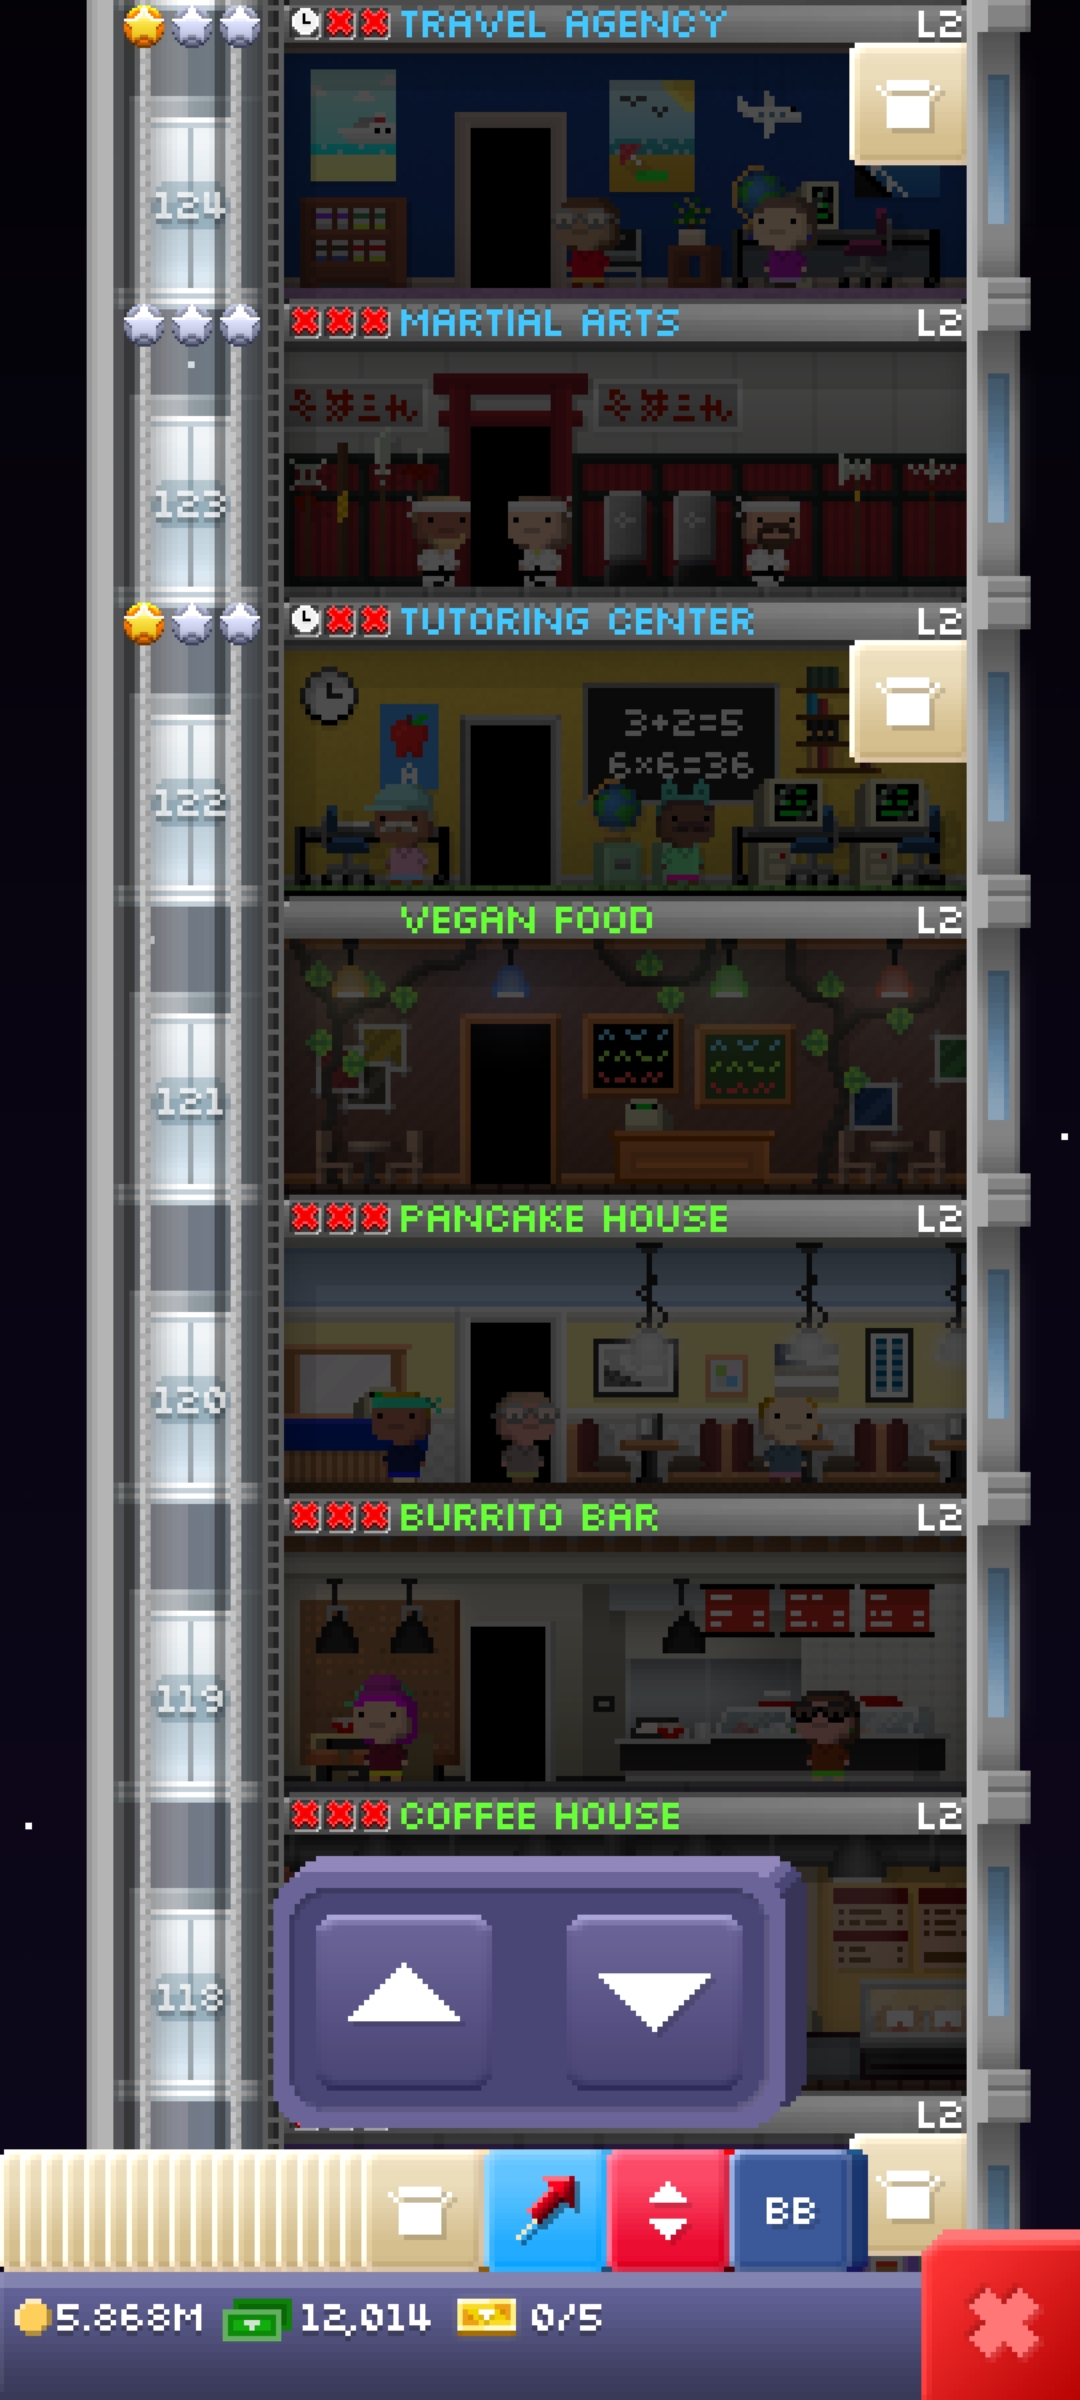 TRAVEL AGENCY L2
124
MARTIAL ARTS L2
123
TUTORING CENTER L2
3+2=5
6×6=36
A
122
VEGAN FOOD L2
121
PANCAKE HOUSE L2
120
BURRITO BAR L2
119
COFFEE HOUSE L2
118
L2
BB
5.868M 12,014 0/5